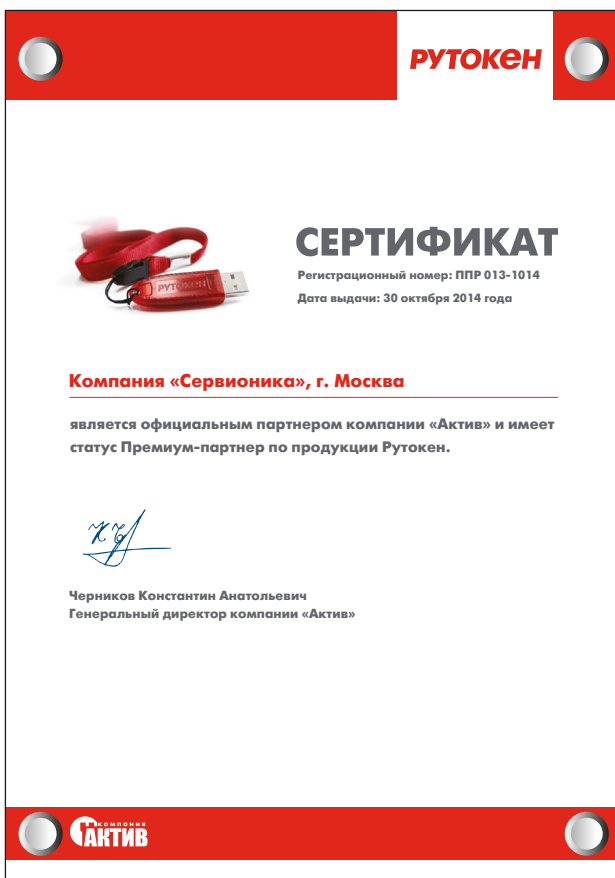 РУТОКЕН
РУТОКЕН
СЕРТИФИКАТ
Регистрационный номер: ППР 013-1014
Дата выдачи: 30 октября 2014 года
Компания «Сервионика», г. Москва
является официальным партнером компании «Актив» и имеет
статус Премиум-партнер по продукции Рутокен.
Черников Константин Анатольевич
Генеральный директор компании «Актив»
компания
АКТИВ